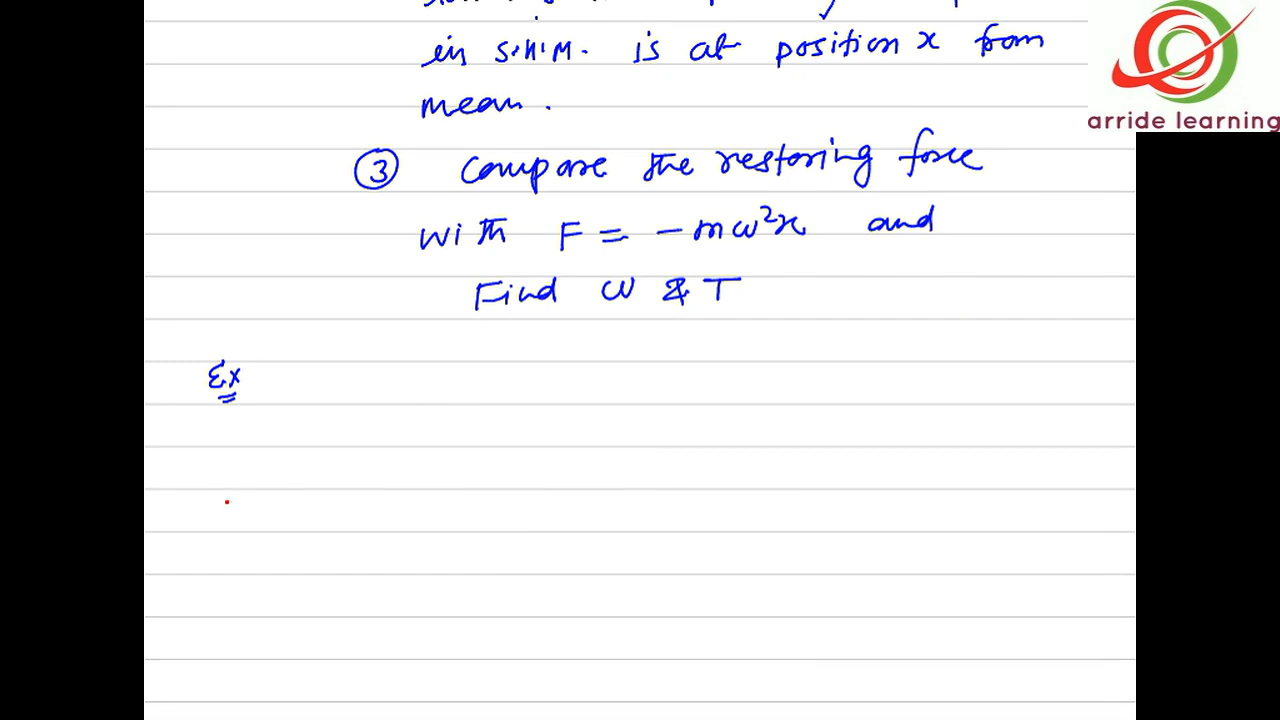 in S.H.M. is at position x from
mean.
arride learning
③ Compare the restoring force
with F = -mω²x and
Find ω & T
Ex